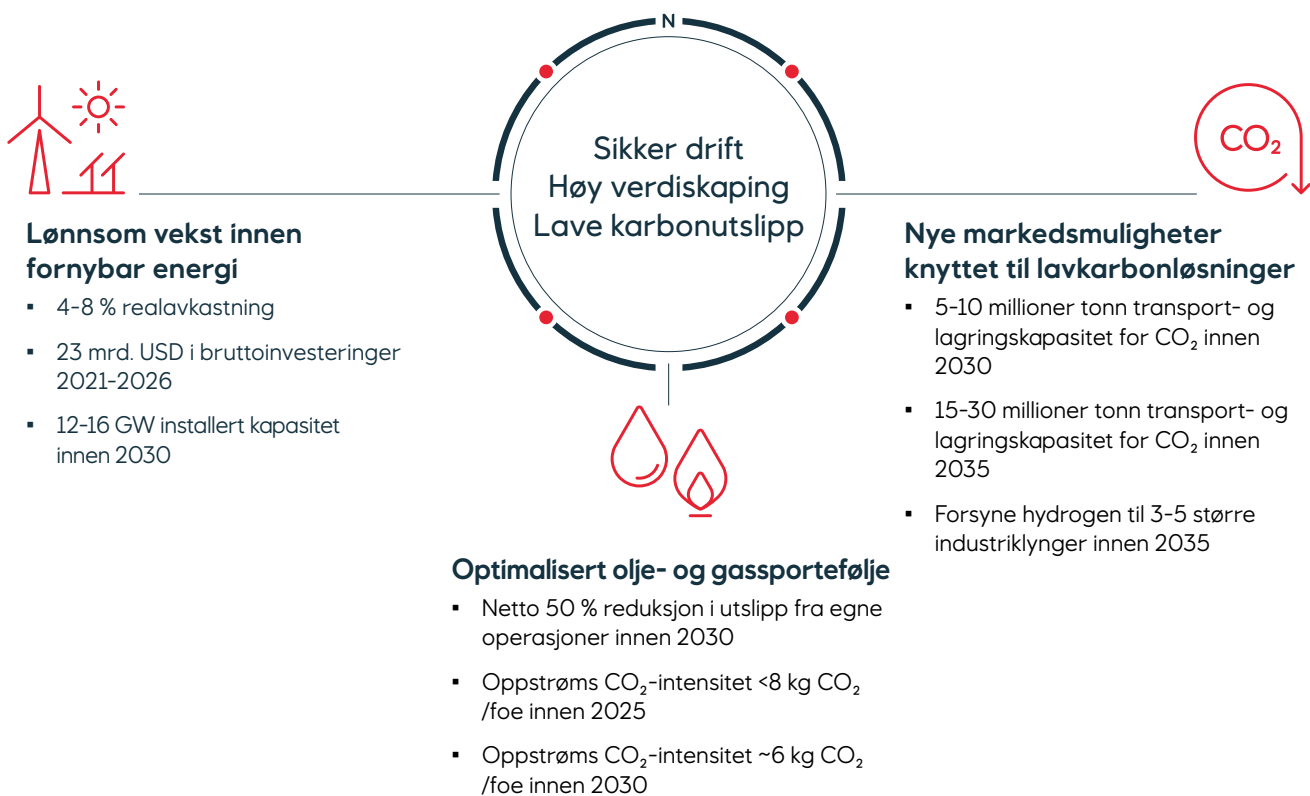 N
Sikker drift
Høy verdiskaping
Lave karbonutslipp
Lønnsom vekst innen
fornybar energi
▪ 4-8 % realavkastning
▪ 23 mrd. USD i bruttoinvesteringer
2021-2026
▪ 12-16 GW installert kapasitet
innen 2030
CO₂
Nye markedsmuligheter
knyttet til lavkarbonløsninger
▪ 5-10 millioner tonn transport- og
lagringskapasitet for CO₂ innen
2030
▪ 15-30 millioner tonn transport- og
lagringskapasitet for CO₂ innen
2035
▪ Forsyne hydrogen til 3-5 større
industriklynger innen 2035
Optimalisert olje- og gassportefølje
▪ Netto 50 % reduksjon i utslipp fra egne
operasjoner innen 2030
▪ Oppstrøms CO₂-intensitet <8 kg CO₂
/foe innen 2025
▪ Oppstrøms CO₂-intensitet ~6 kg CO₂
/foe innen 2030